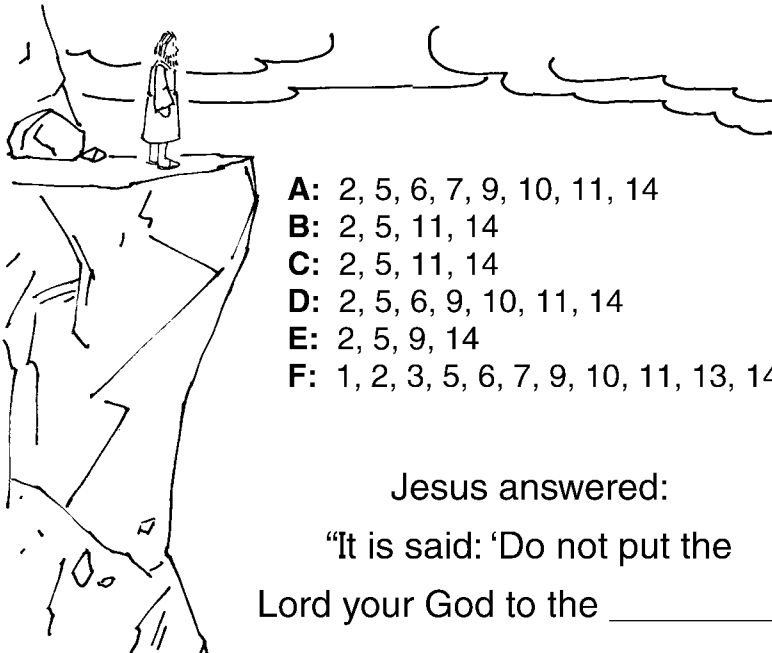 A: 2, 5, 6, 7, 9, 10, 11, 14
B: 2, 5, 11, 14
C: 2, 5, 11, 14
D: 2, 5, 6, 9, 10, 11, 14
E: 2, 5, 9, 14
F: 1, 2, 3, 5, 6, 7, 9, 10, 11, 13, 14
Jesus answered:
“It is said: ‘Do not put the
Lord your God to the ________